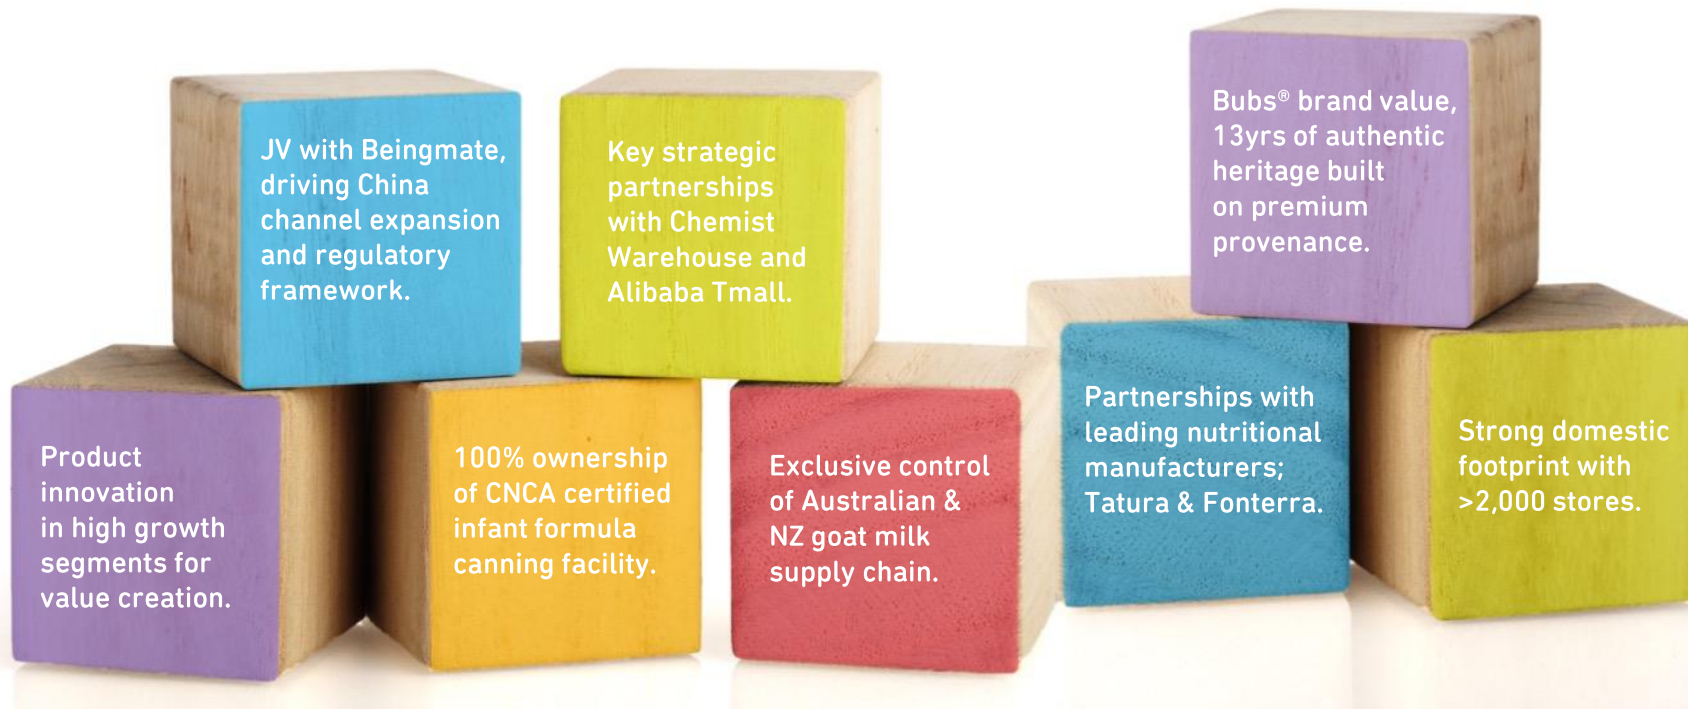 JV with Beingmate,
driving China
channel expansion
and regulatory
framework.
Key strategic
partnerships
with Chemist
Warehouse and
Alibaba Tmall.
Bubs® brand value,
13yrs of authentic
heritage built
on premium
provenance.
Product
innovation
in high growth
segments for
value creation.
100% ownership
of CNCA certified
infant formula
canning facility.
Exclusive control
of Australian &
NZ goat milk
supply chain.
Partnerships with
leading nutritional
manufacturers;
Tatura & Fonterra.
Strong domestic
footprint with
>2,000 stores.